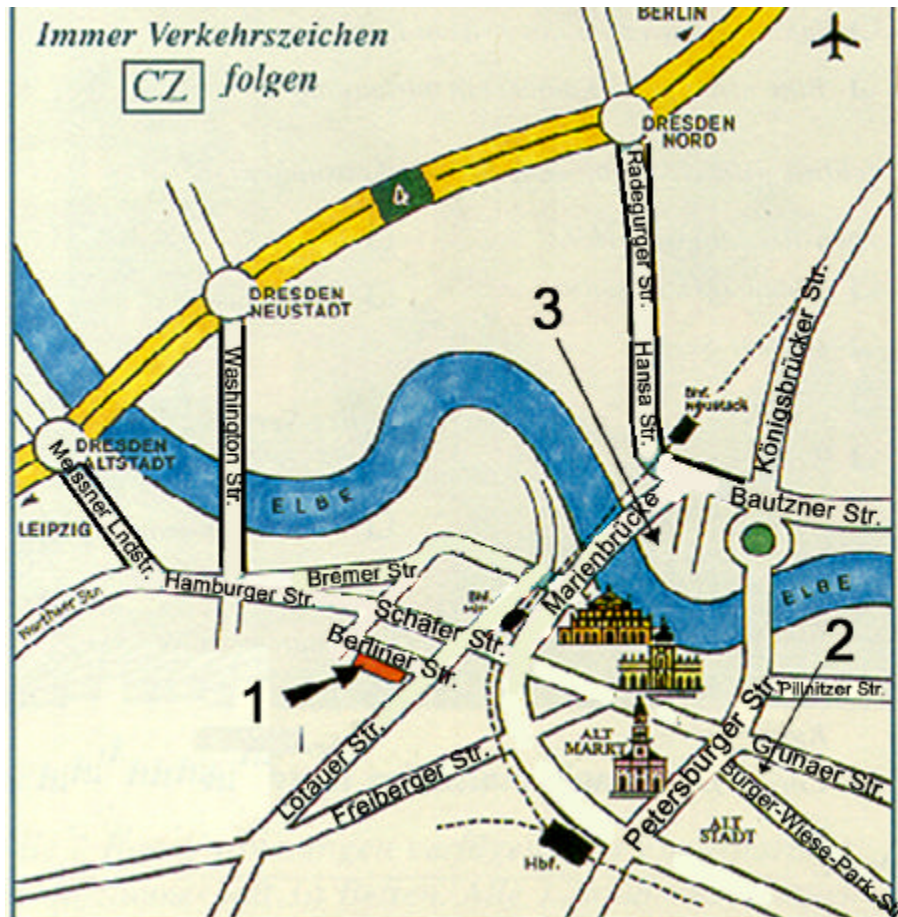 Immer Verkehrszeichen
CZ folgen
BERLIN
DRESDEN
NORD
4
Radegurger Str.
Hansa Str.
DRESDEN
NEUSTADT
Washington Str.
3
Königsbrücker Str.
Bhf.
Neustadt
DRESDEN
ALTSTADT
Meissner Lndstr.
LEIPZIG
ELBE
Marienbrücke
Bautzner Str.
Hamburger Str.
Bremer Str.
Bhf.
Schäfer Str.
Berliner Str.
ELBE
1
2
Pillnitzer Str.
Lötauer Str.
Freiberger Str.
ALT
MARKT
Petersburger Str.
Grunaer Str.
Burger-Wiese-Park-Str
ALT
STADT
Hbf.